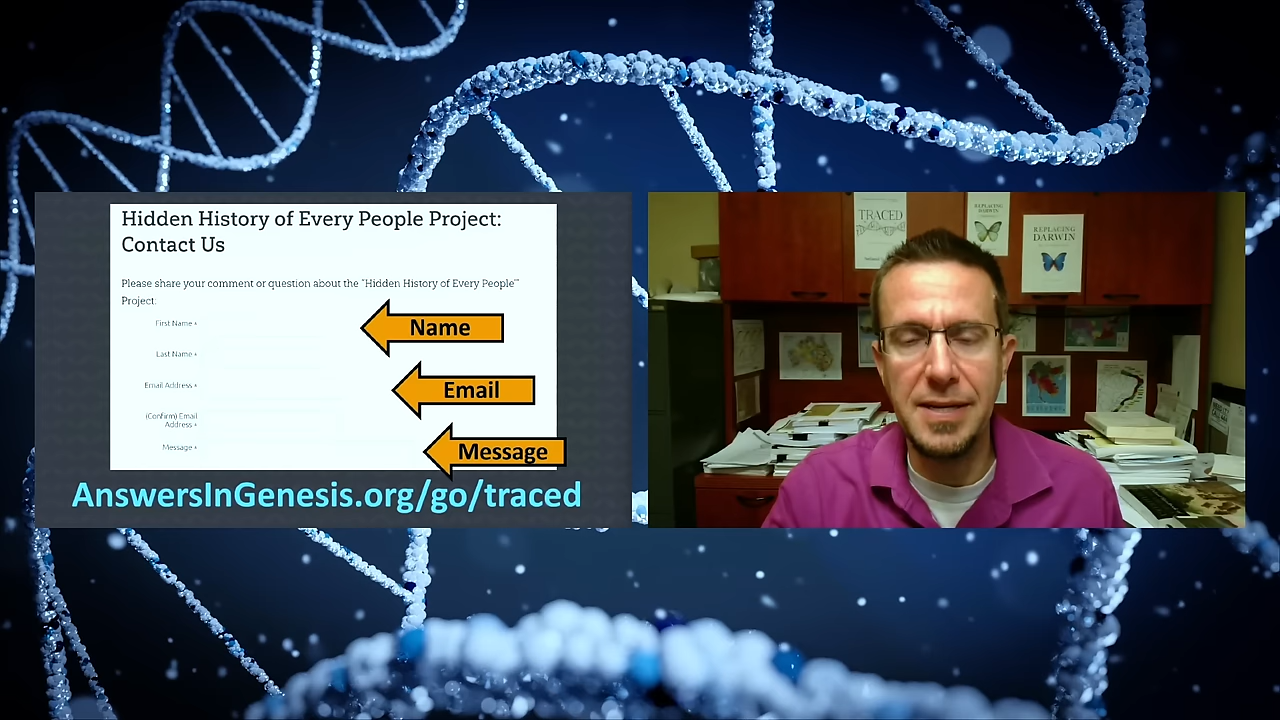 Hidden History of Every People Project:
Contact Us
Please share your comment or question about the "Hidden History of Every People"
Project:
First Name *
Last Name *
Email Address *
(Confirm) Email
Address *
Message *
Name
Email
Message
AnswersInGenesis.org/go/traced
TRACED
REPLACING
DARWIN
REPLACING
DARWIN